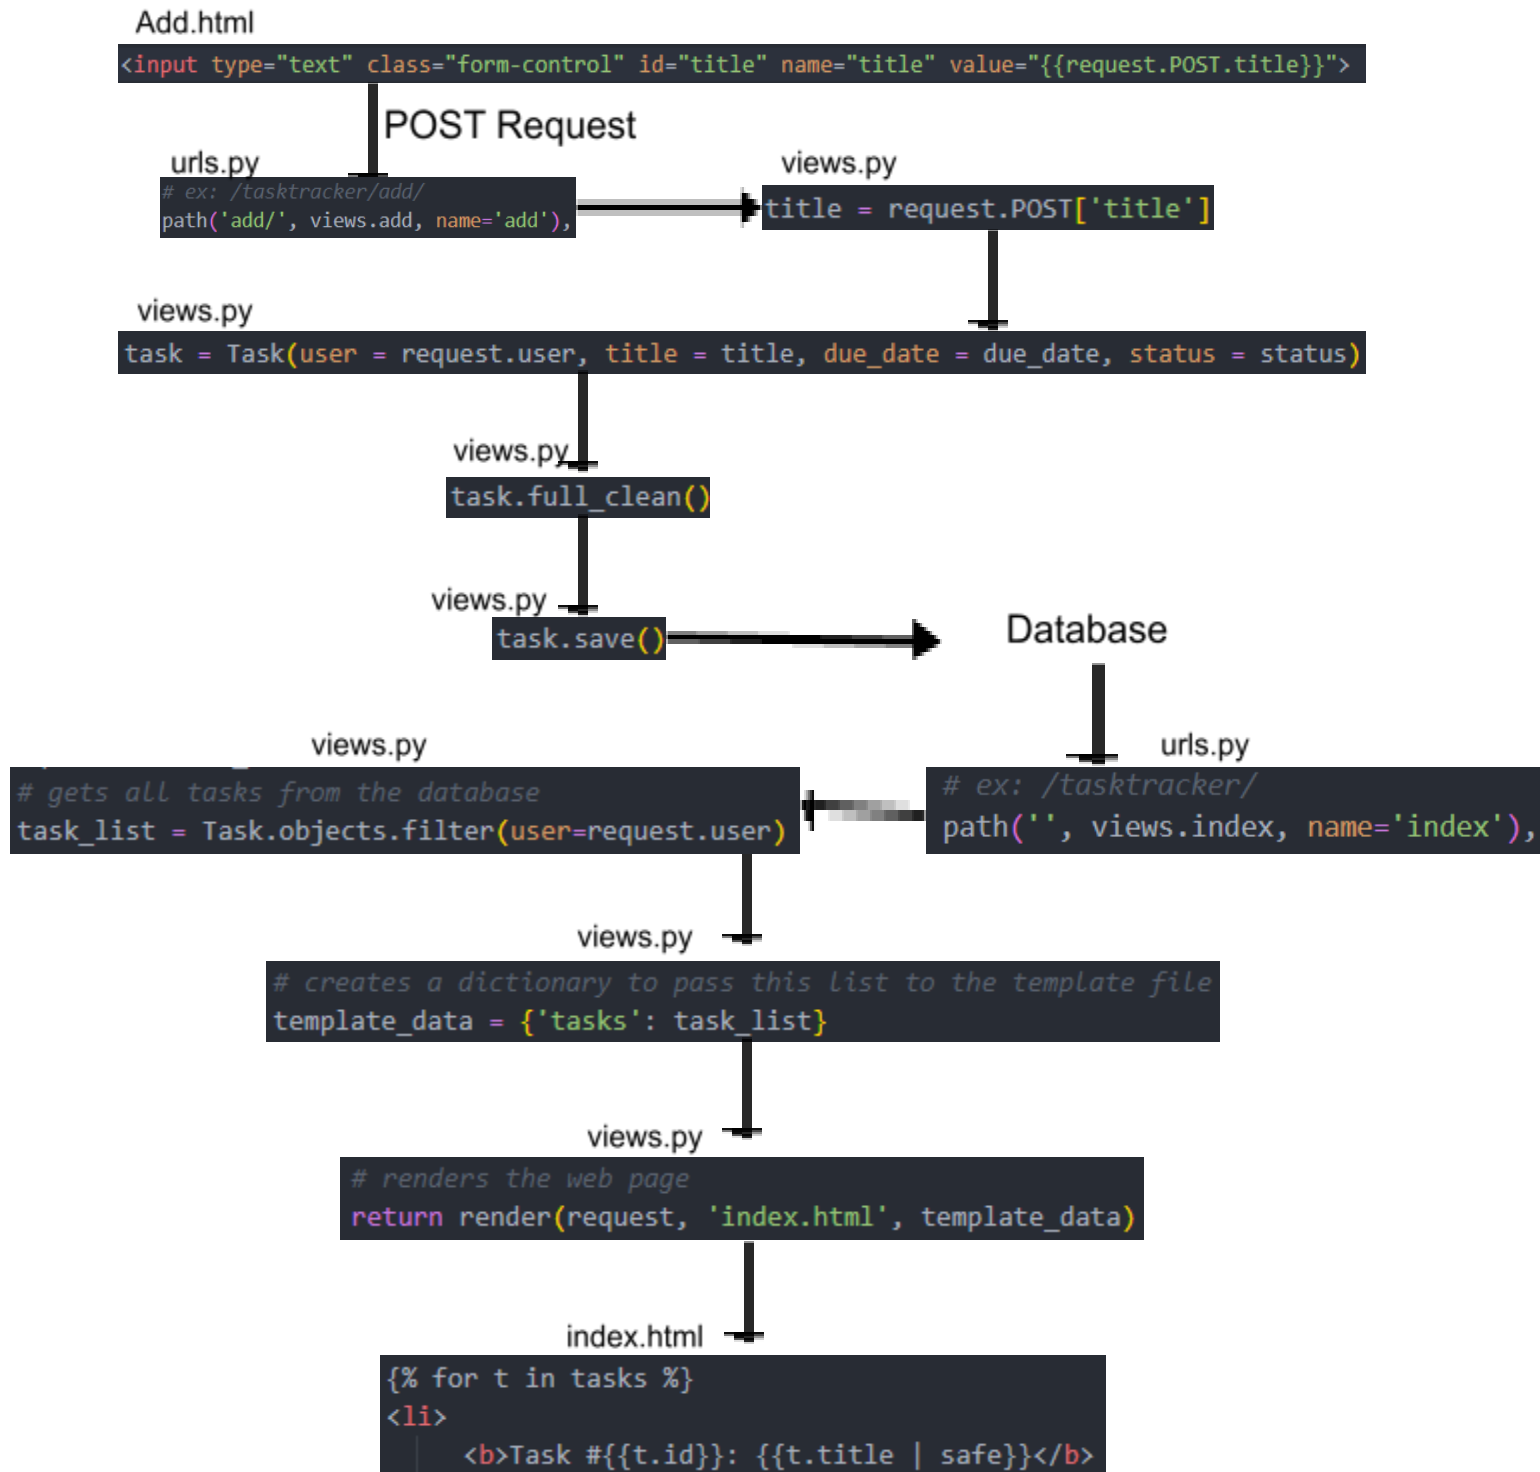 Add.html
<input type="text" class="form-control" id="title" name="title" value="{{request.POST.title}}">
POST Request
urls.py
# ex: /tasktracker/add/
path('add/', views.add, name='add'),
views.py
title = request.POST['title']
views.py
task = Task(user = request.user, title = title, due_date = due_date, status = status)
views.py
task.full_clean()
views.py
task.save()
Database
urls.py
# ex: /tasktracker/
path('', views.index, name='index'),
views.py
# gets all tasks from the database
task_list = Task.objects.filter(user=request.user)
views.py
# creates a dictionary to pass this list to the template file
template_data = {'tasks': task_list}
views.py
# renders the web page
return render(request, 'index.html', template_data)
index.html
{% for t in tasks %}
<li>
<b>Task #{{t.id}}: {{t.title | safe}}</b>